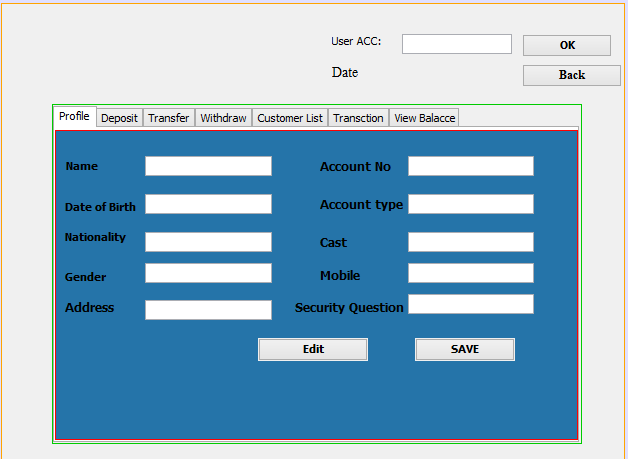 User ACC:
OK
Date
Back
Profile Deposit Transfer Withdraw Customer List Transction View Balacce
Name
Account No
Date of Birth
Account type
Nationality
Cast
Gender
Mobile
Address
Security Question
Edit
SAVE